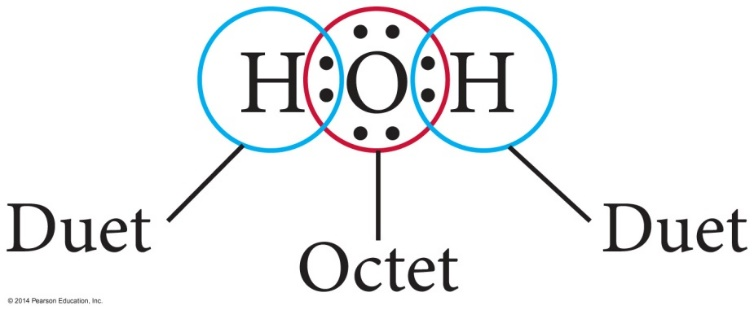 H:O:H
Duet
Octet
Duet
© 2014 Pearson Education, Inc.